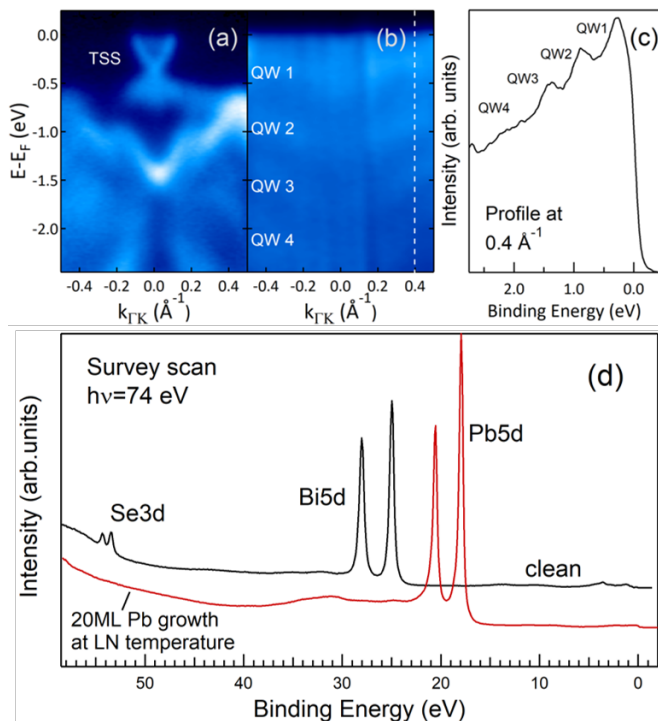 (a)
TSS
0.0
-0.5
-1.0
-1.5
-2.0
E-E_F (eV)
-0.4 -0.2 0.0 0.2 0.4
k_ΓK (Å⁻¹)
(b)
QW 1
QW 2
QW 3
QW 4
-0.4 -0.2 0.0 0.2 0.4
k_ΓK (Å⁻¹)
(c)
QW1
QW2
QW3
QW4
Intensity (arb. units)
Profile at
0.4 Å⁻¹
2.0 1.0 0.0
Binding Energy (eV)
Survey scan
hν=74 eV
(d)
Pb5d
Bi5d
Se3d
clean
20ML Pb growth
at LN temperature
Intensity (arb.units)
50 40 30 20 10 0
Binding Energy (eV)